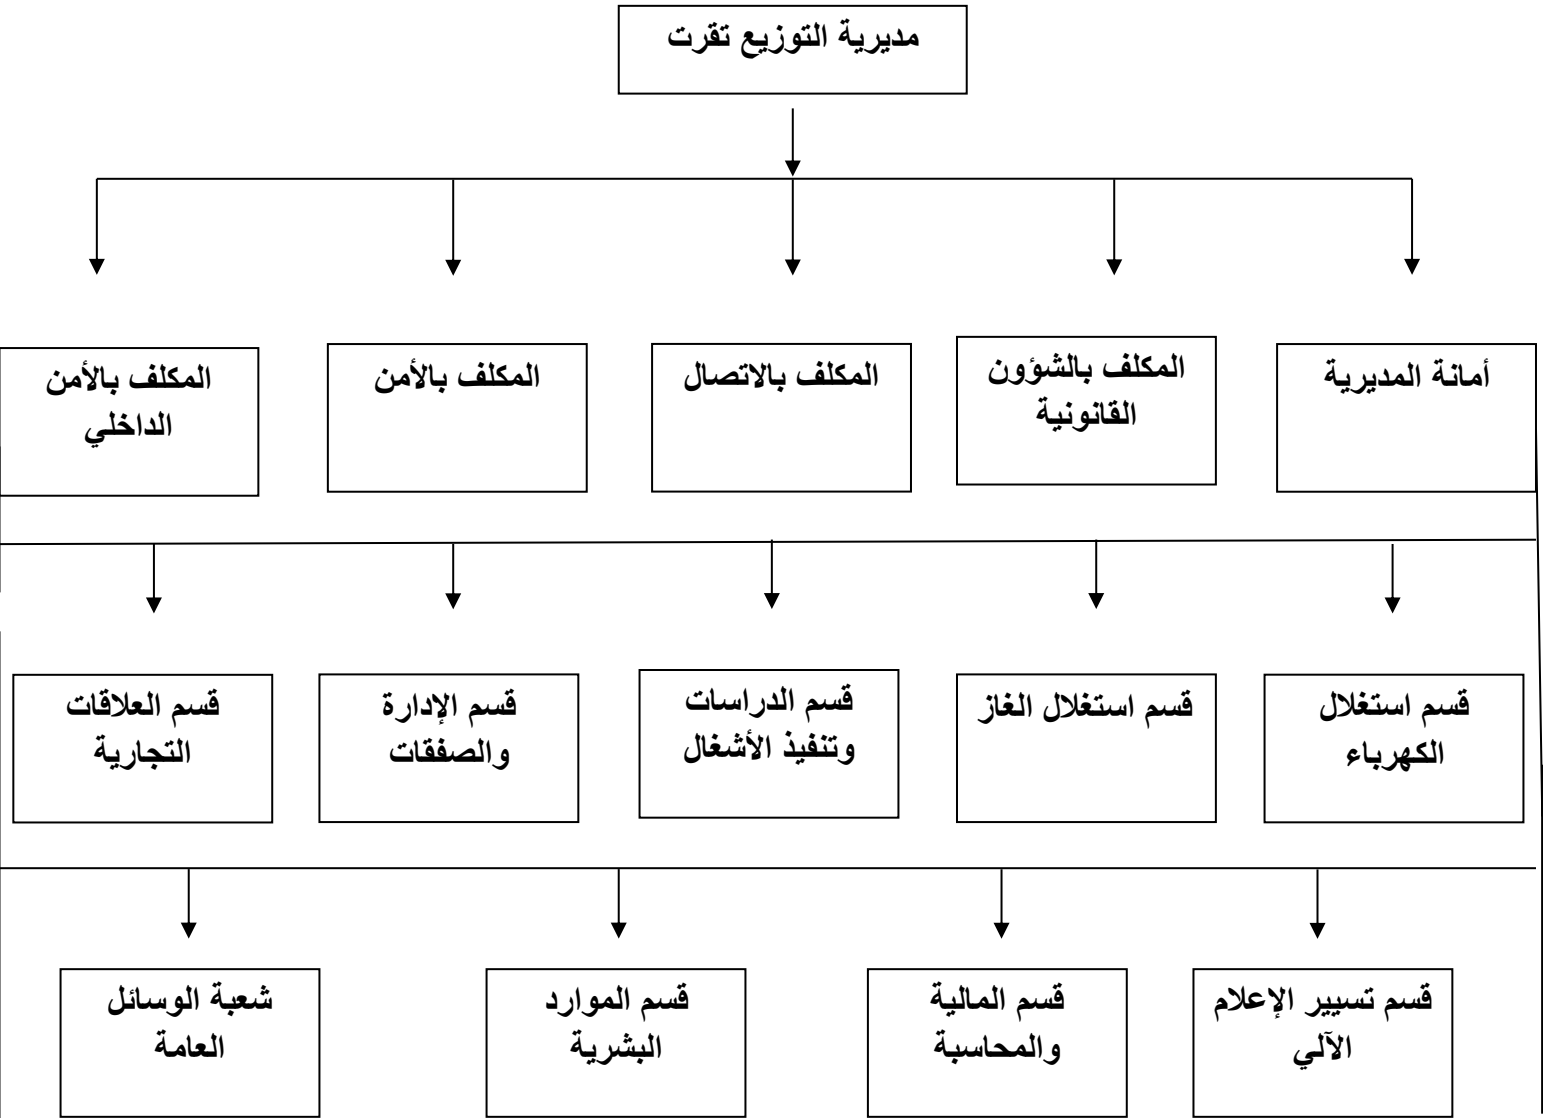 مديرية التوزيع تقرت
أمانة المديرية
المكلف بالشؤون
القانونية
المكلف بالاتصال
المكلف بالأمن
المكلف بالأمن
الداخلي
قسم استغلال
الكهرباء
قسم استغلال الغاز
قسم الدراسات
وتنفيذ الأشغال
قسم الإدارة
والصفقات
قسم العلاقات
التجارية
قسم تسيير الإعلام
الآلي
قسم المالية
والمحاسبة
قسم الموارد
البشرية
شعبة الوسائل
العامة